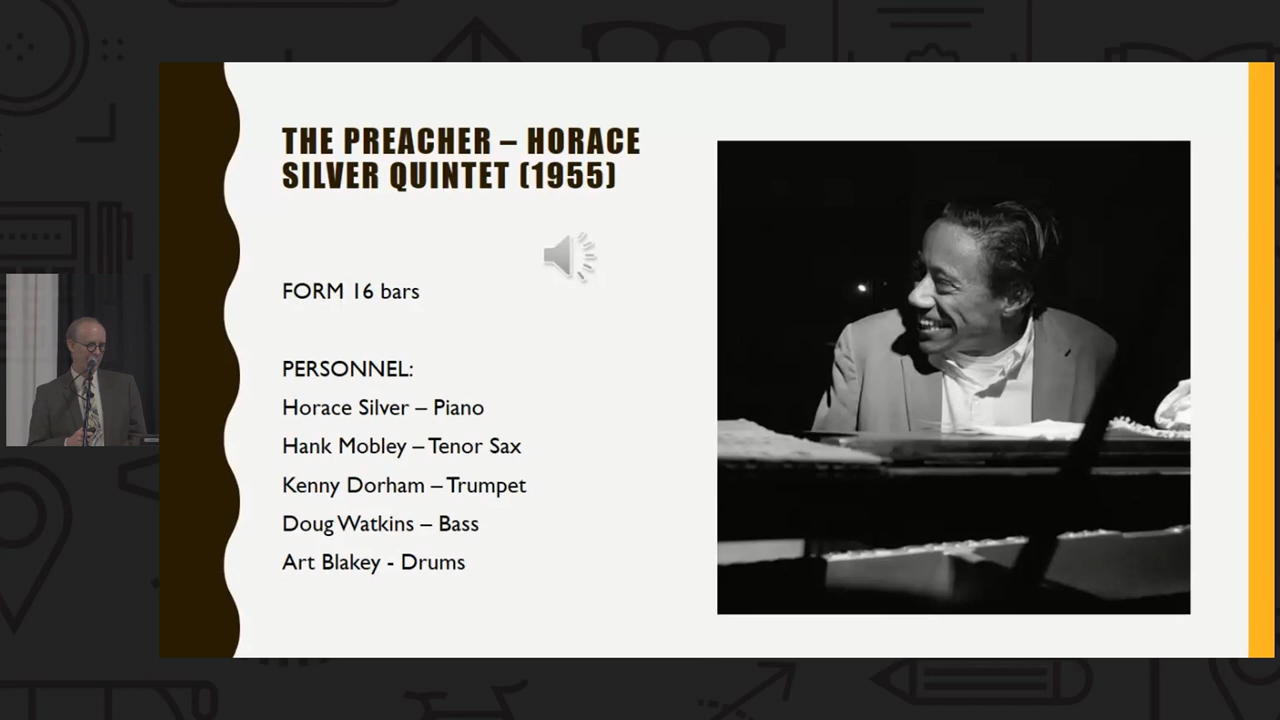 THE PREACHER – HORACE
SILVER QUINTET (1955)
FORM 16 bars
PERSONNEL:
Horace Silver – Piano
Hank Mobley – Tenor Sax
Kenny Dorham – Trumpet
Doug Watkins – Bass
Art Blakey - Drums